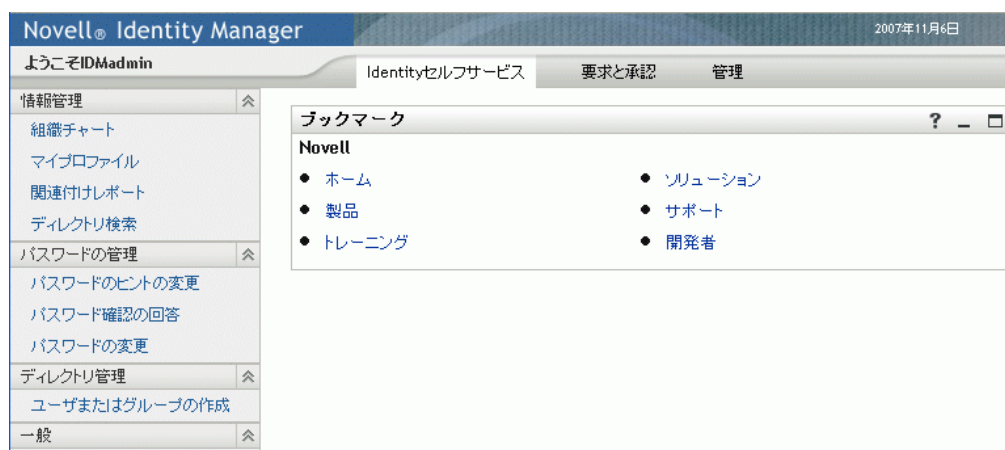 Novell® Identity Manager
2007年11月6日
ようこそIDMadmin
Identityセルフサービス 要求と承認 管理
情報管理
組織チャート
マイプロファイル
関連付けレポート
ディレクトリ検索
パスワードの管理
パスワードのヒントの変更
パスワード確認の回答
パスワードの変更
ディレクトリ管理
ユーザまたはグループの作成
一般
ブックマーク ?
Novell
• ホーム
• 製品
• トレーニング
• ソリューション
• サポート
• 開発者